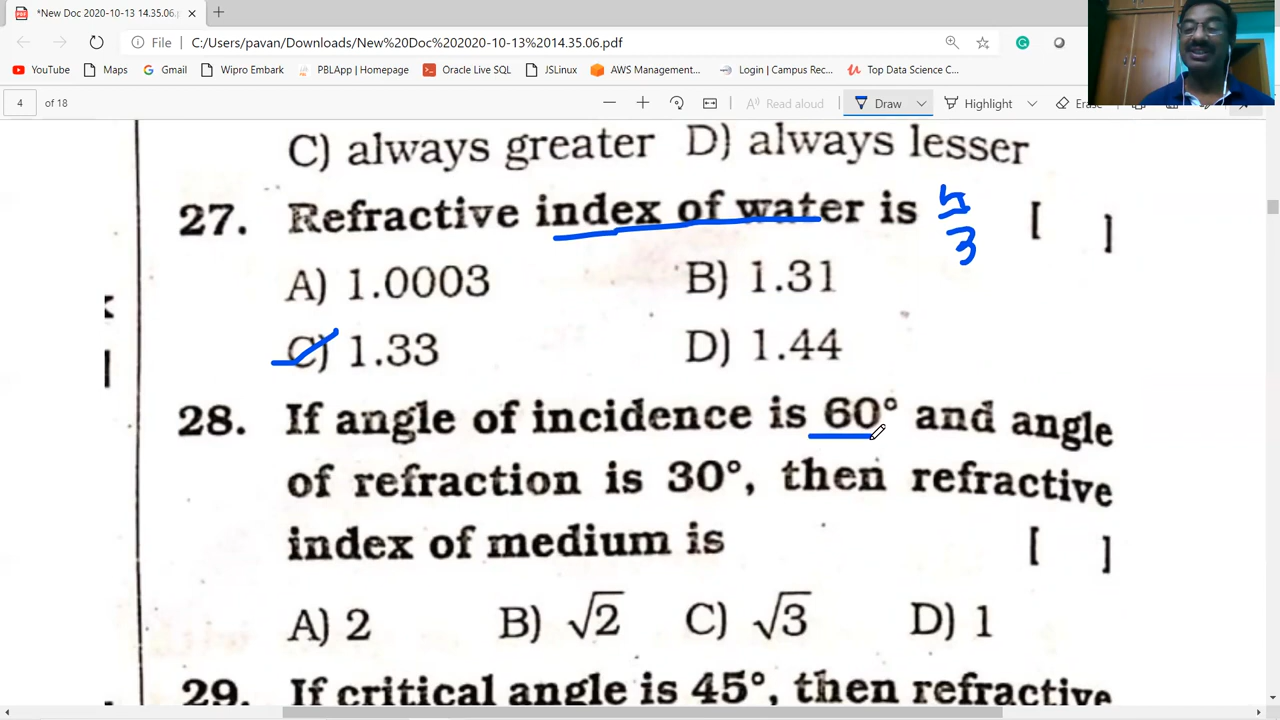 *New Doc 2020-10-13 14.35.06.p
File C:/Users/pavan/Downloads/New%20Doc%202020-10-13%2014.35.06.pdf
YouTube Maps Gmail Wipro Embark PBLApp | Homepage Oracle Live SQL JSLinux AWS Management... Login | Campus Rec... Top Data Science C...
4 of 18 Read aloud Draw Highlight Erase
C) always greater D) always lesser
27. Refractive index of water is 4/3 [ ]
A) 1.0003 B) 1.31
C) 1.33 D) 1.44
28. If angle of incidence is 60° and angle
of refraction is 30°, then refractive
index of medium is [ ]
A) 2 B) √2 C) √3 D) 1
29. If critical angle is 45°, then refractive